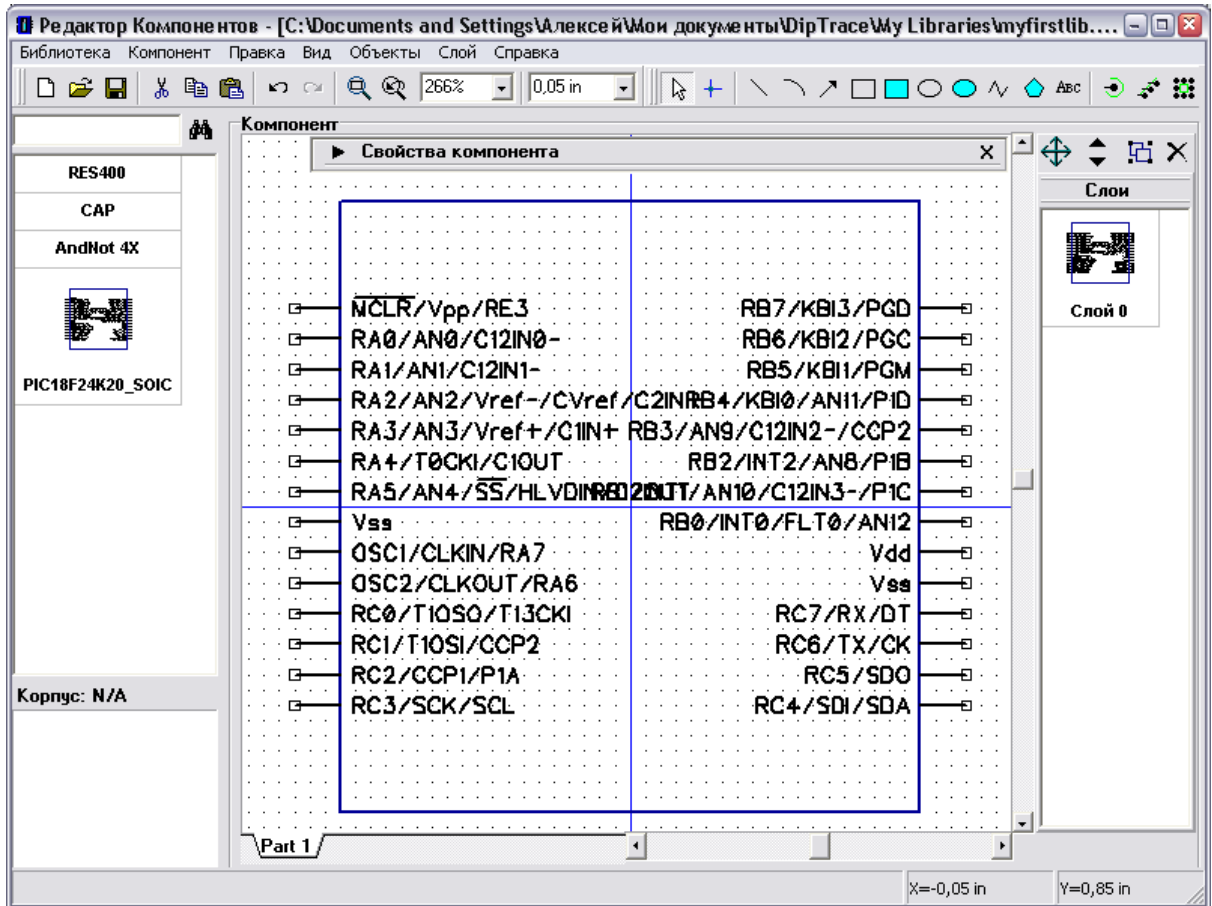 Редактор Компонентов - [C:\Documents and Settings\Алексей\Мои документы\DipTrace\My Libraries\myfirstlib....
Библиотека Компонент Правка Вид Объекты Слой Справка
266% 0,05 in ABC
Компонент
Свойства компонента X
Слои
RES400
CAP
AndNot 4X
PIC18F24K20_SOIC
Слой 0
MCLR/Vpp/RE3 RB7/KBI3/PGD
RA0/AN0/C12IN0- RB6/KBI2/PGC
RA1/AN1/C12IN1- RB5/KBI1/PGM
RA2/AN2/Vref-/CVref/C2IN RB4/KBI0/AN11/P1D
RA3/AN3/Vref+/C1IN+ RB3/AN9/C12IN2-/CCP2
RA4/T0CKI/C1OUT RB2/INT2/AN8/P1B
RA5/AN4/SS/HLVDIN /AN10/C12IN3-/P1C
Vss RB0/INT0/FLT0/AN12
OSC1/CLKIN/RA7 Vdd
OSC2/CLKOUT/RA6 Vss
RC0/T1OSO/T13CKI RC7/RX/DT
RC1/T1OSI/CCP2 RC6/TX/CK
RC2/CCP1/P1A RC5/SDO
RC3/SCK/SCL RC4/SDI/SDA
Корпус: N/A
Part 1
X=-0,05 in Y=0,85 in